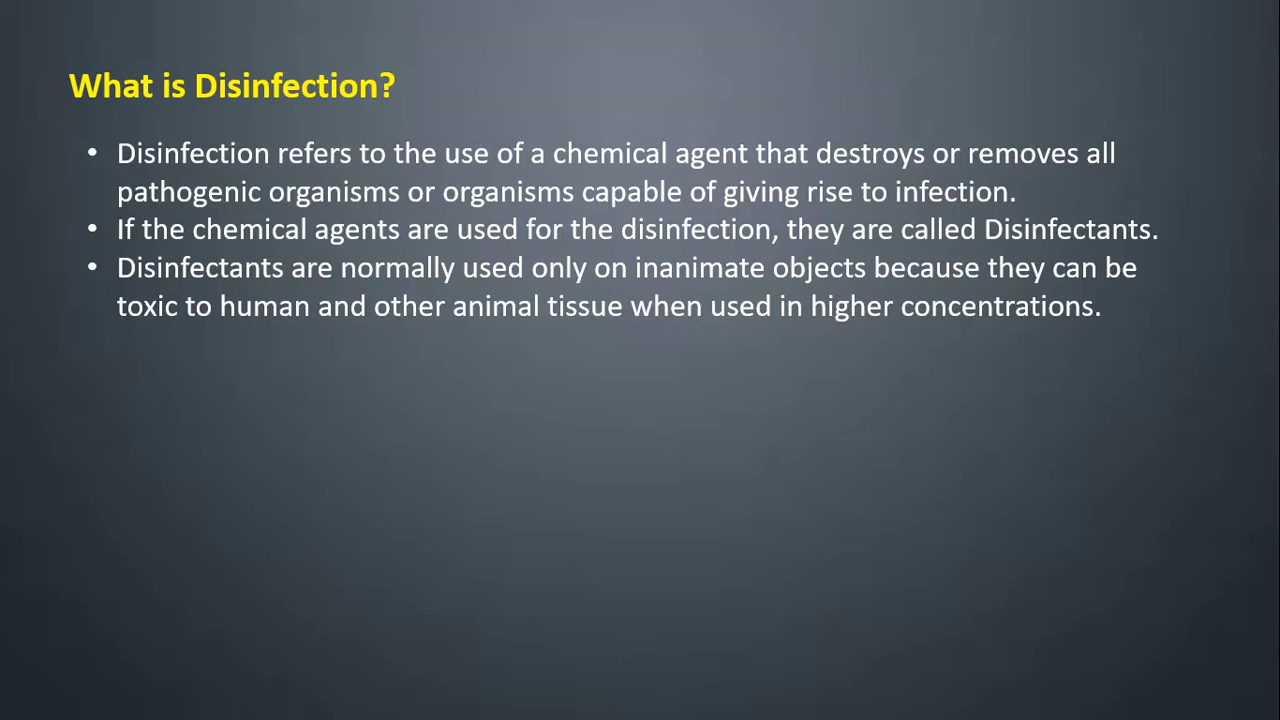 What is Disinfection?
• Disinfection refers to the use of a chemical agent that destroys or removes all
pathogenic organisms or organisms capable of giving rise to infection.
• If the chemical agents are used for the disinfection, they are called Disinfectants.
• Disinfectants are normally used only on inanimate objects because they can be
toxic to human and other animal tissue when used in higher concentrations.